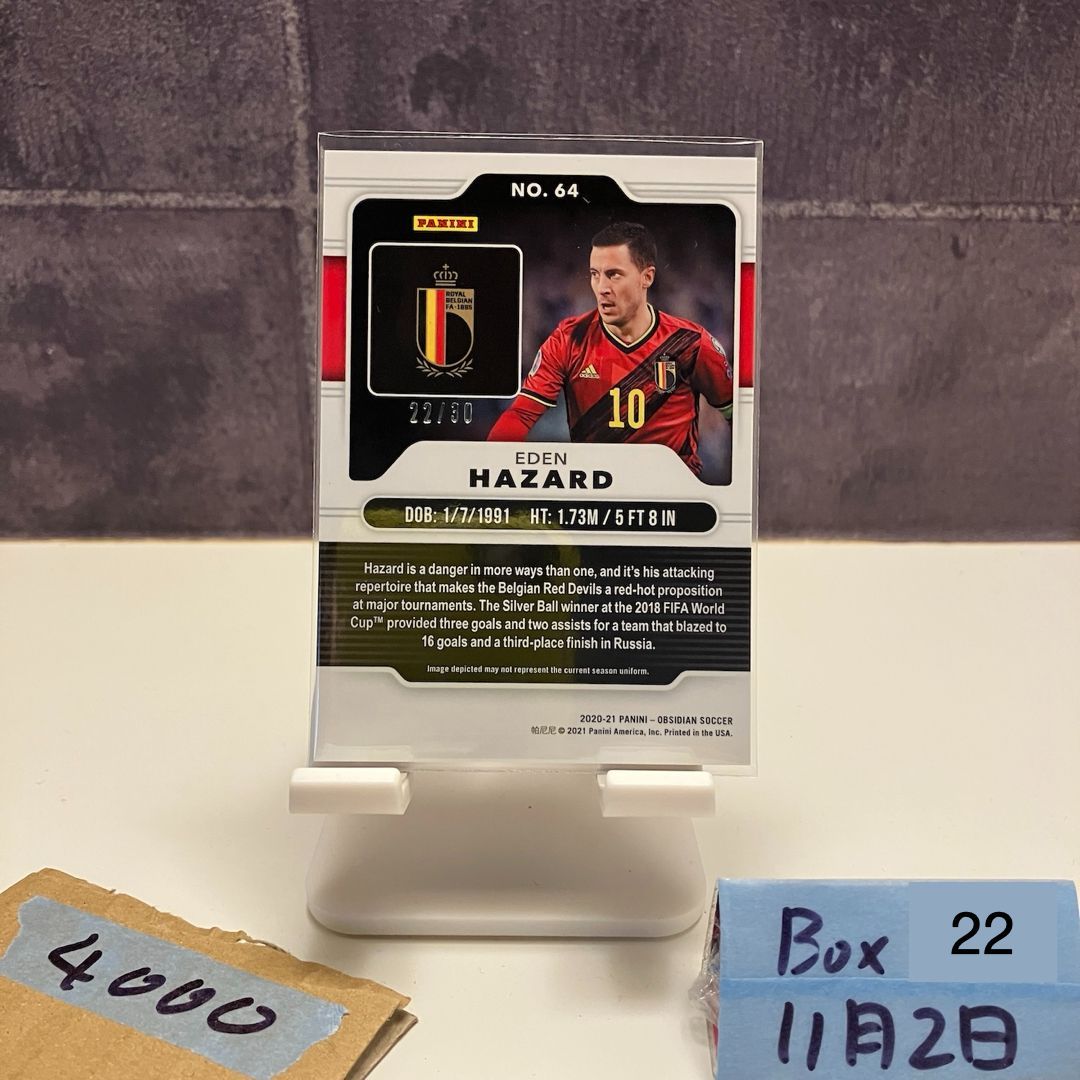 NO. 64
PANINI
ROYAL
BELGIAN
FA-1895
adidas
10
22/30
EDEN
HAZARD
DOB: 1/7/1991 HT: 1.73M / 5 FT 8 IN
Hazard is a danger in more ways than one, and it's his attacking
repertoire that makes the Belgian Red Devils a red-hot proposition
at major tournaments. The Silver Ball winner at the 2018 FIFA World
Cup™ provided three goals and two assists for a team that blazed to
16 goals and a third-place finish in Russia.
Image depicted may not represent the current season uniform.
2020-21 PANINI – OBSIDIAN SOCCER
帕尼尼 © 2021 Panini America, Inc. Printed in the USA.
4000
Box 22
11月2日